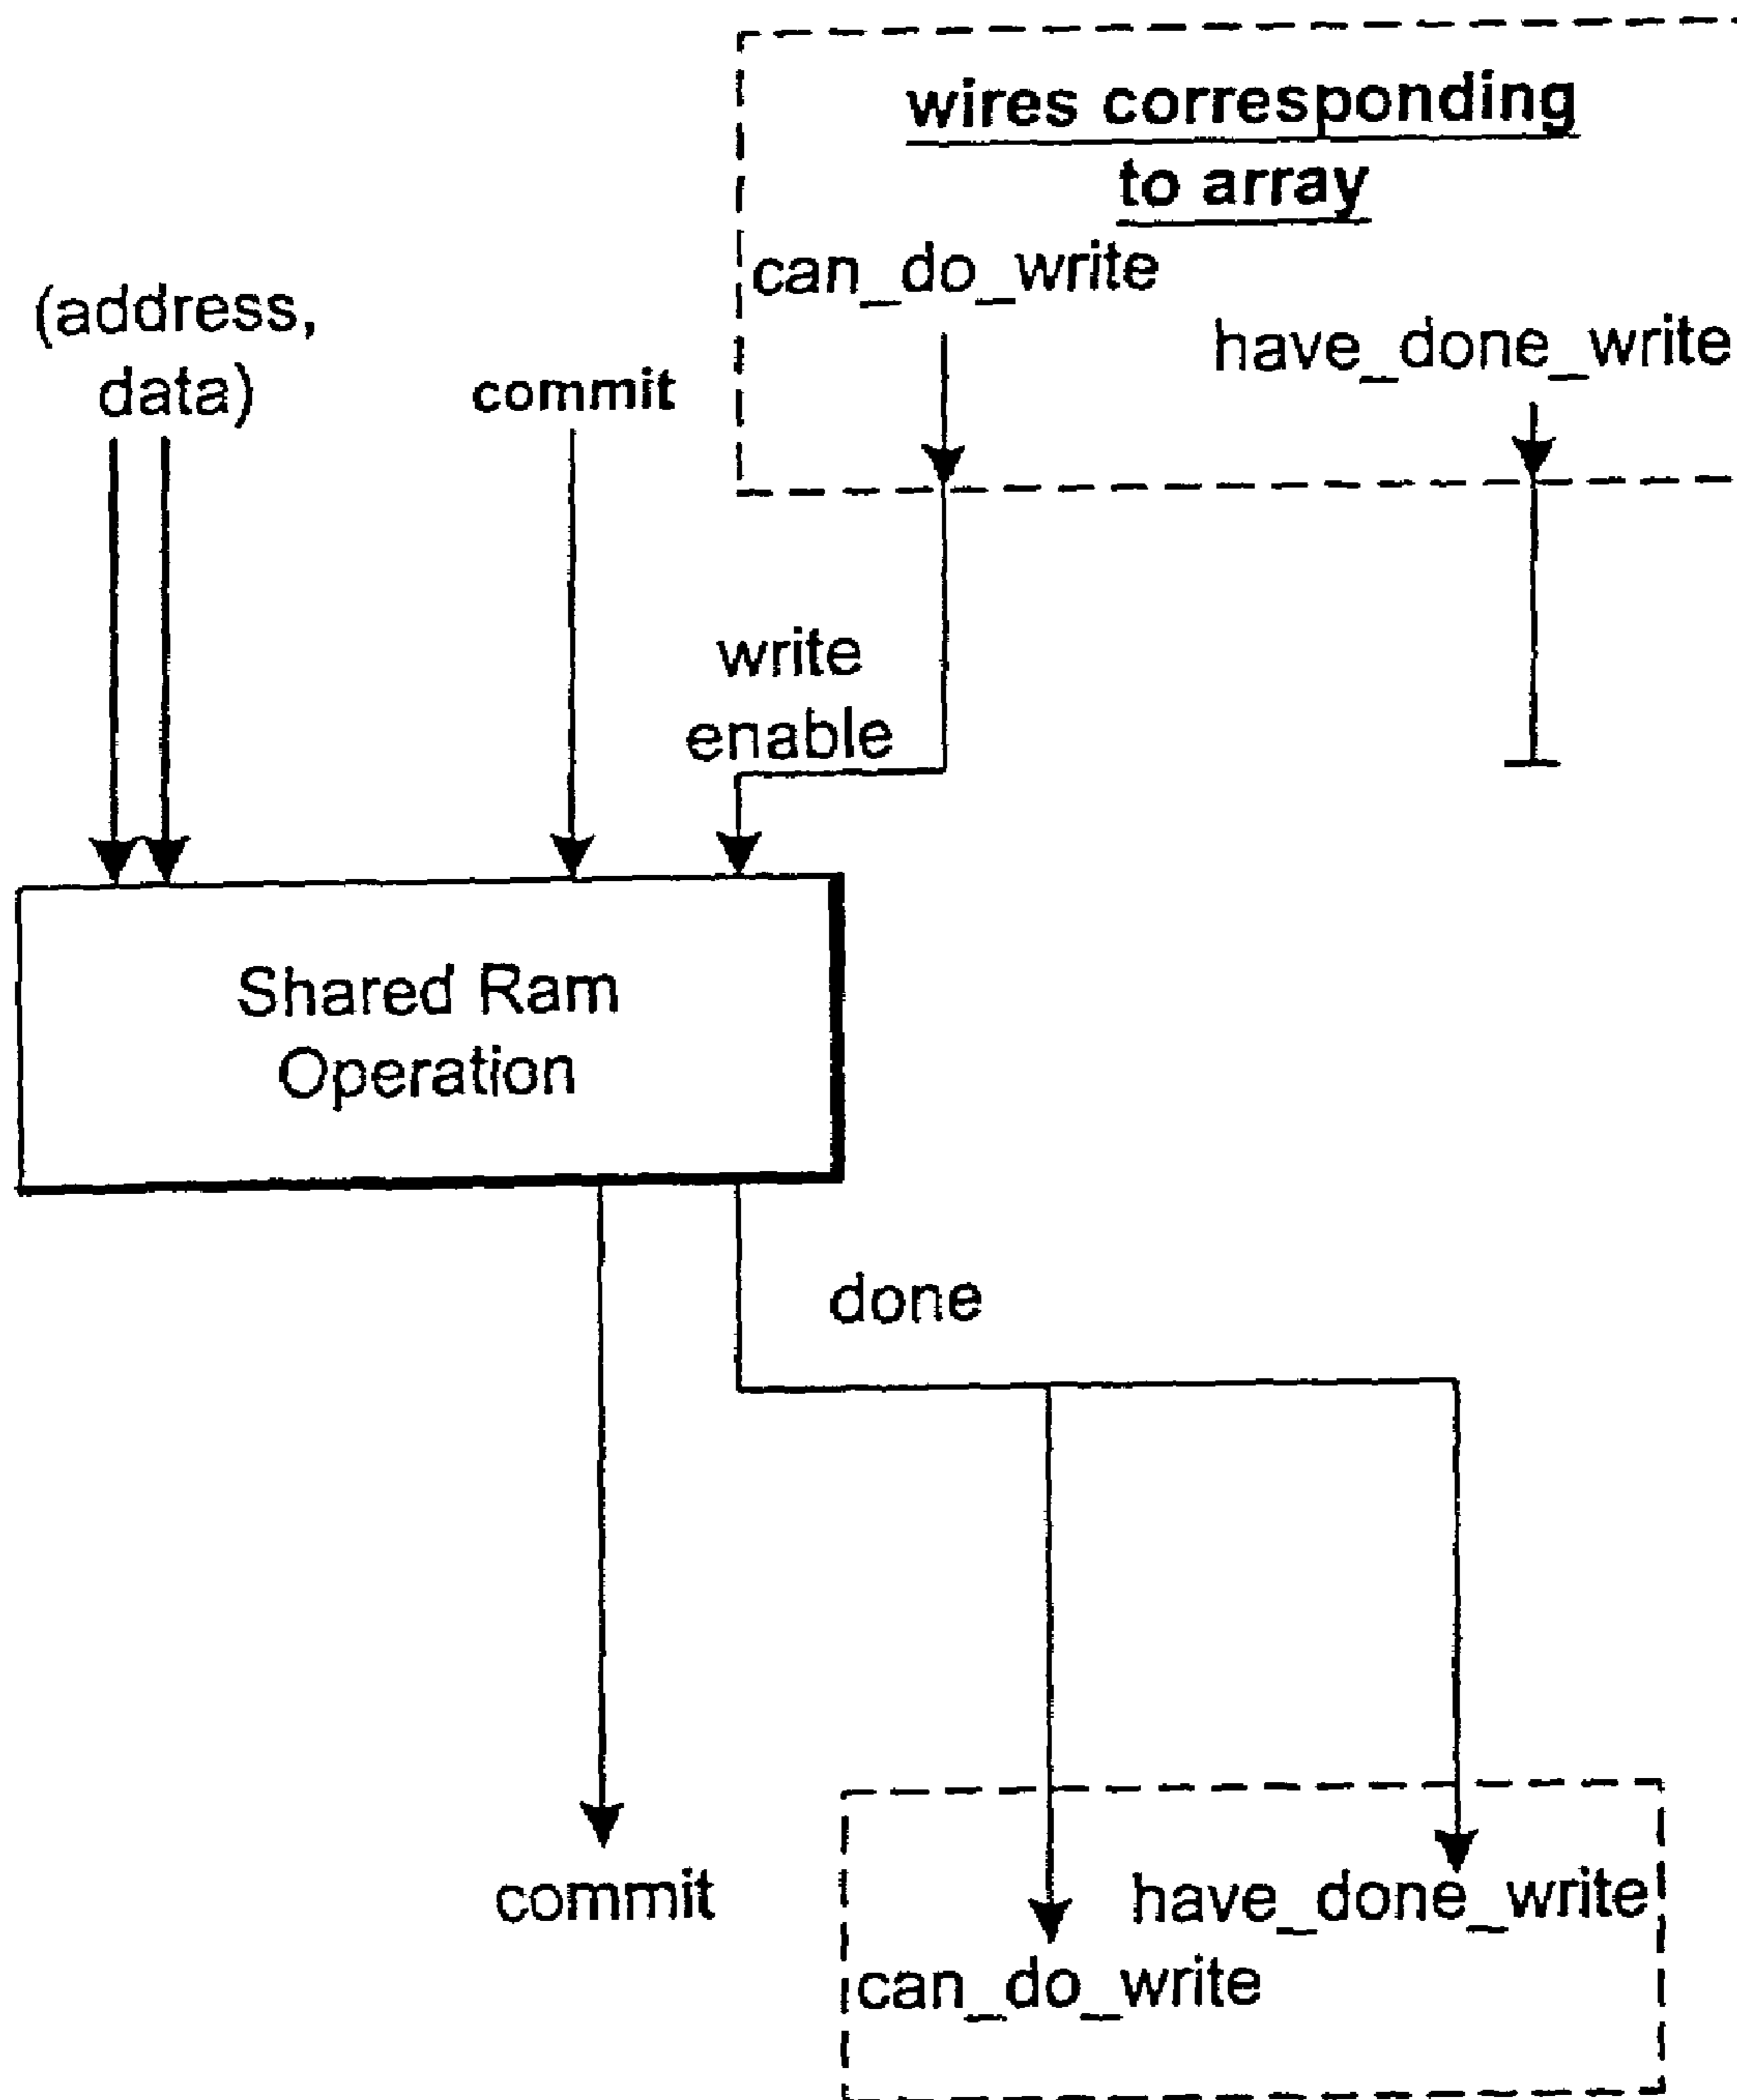 wires corresponding
to array
can_do_write
(address,
data)
commit
have_done_write
write
enable
Shared Ram
Operation
done
commit
have_done_write
can_do_write